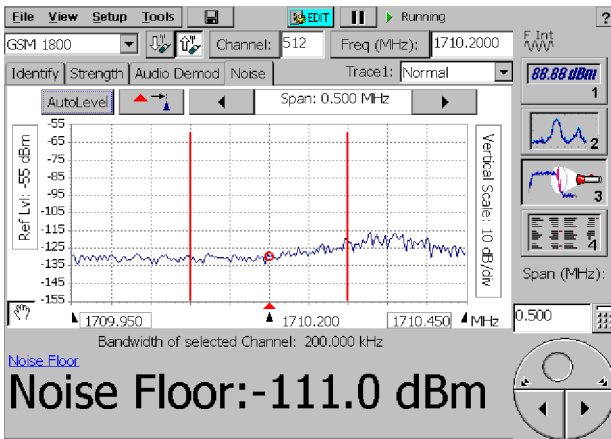 File View Setup Tools EDIT Running ?
GSM 1800 Channel: 512 Freq (MHz): 1710.2000 F Int
Identify Strength Audio Demod Noise Trace1: Normal
88.88 dBm
1
AutoLevel Span: 0.500 MHz
2
3
4
Ref Lvl: -55 dBm
-55
-65
-75
-85
-95
-105
-115
-125
-135
-145
-155
Vertical Scale: 10 dB/div
Span (MHz):
0.500
1709.950 1710.200 1710.450 MHz
Bandwidth of selected Channel: 200.000 kHz
Noise Floor
Noise Floor:-111.0 dBm